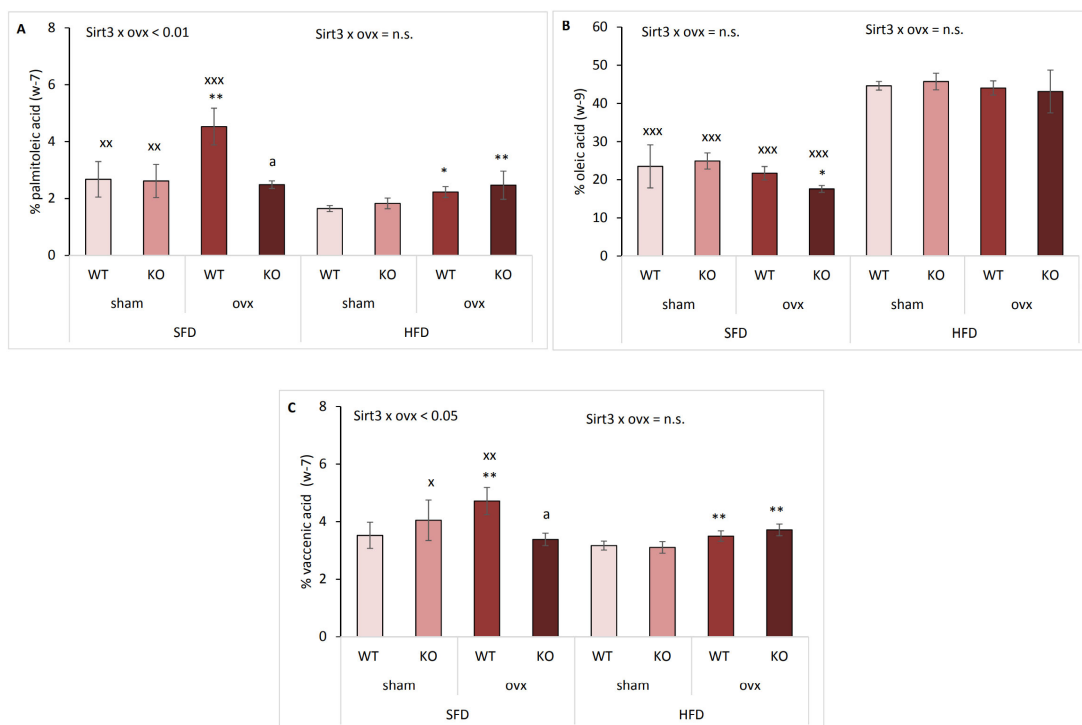 A
Sirt3 x ovx < 0.01
Sirt3 x ovx = n.s.
% palmitoleic acid (w-7)
8
6
4
2
0
xx
xx
xxx
**
a
*
**
WT
KO
WT
KO
WT
KO
WT
KO
sham
ovx
sham
ovx
SFD
HFD
B
Sirt3 x ovx = n.s.
Sirt3 x ovx = n.s.
% oleic acid (w-9)
60
50
40
30
20
10
0
xxx
xxx
xxx
xxx
*
WT
KO
WT
KO
WT
KO
WT
KO
sham
ovx
sham
ovx
SFD
HFD
C
Sirt3 x ovx < 0.05
Sirt3 x ovx = n.s.
% vaccenic acid (w-7)
8
6
4
2
0
x
xx
**
a
**
**
WT
KO
WT
KO
WT
KO
WT
KO
sham
ovx
sham
ovx
SFD
HFD